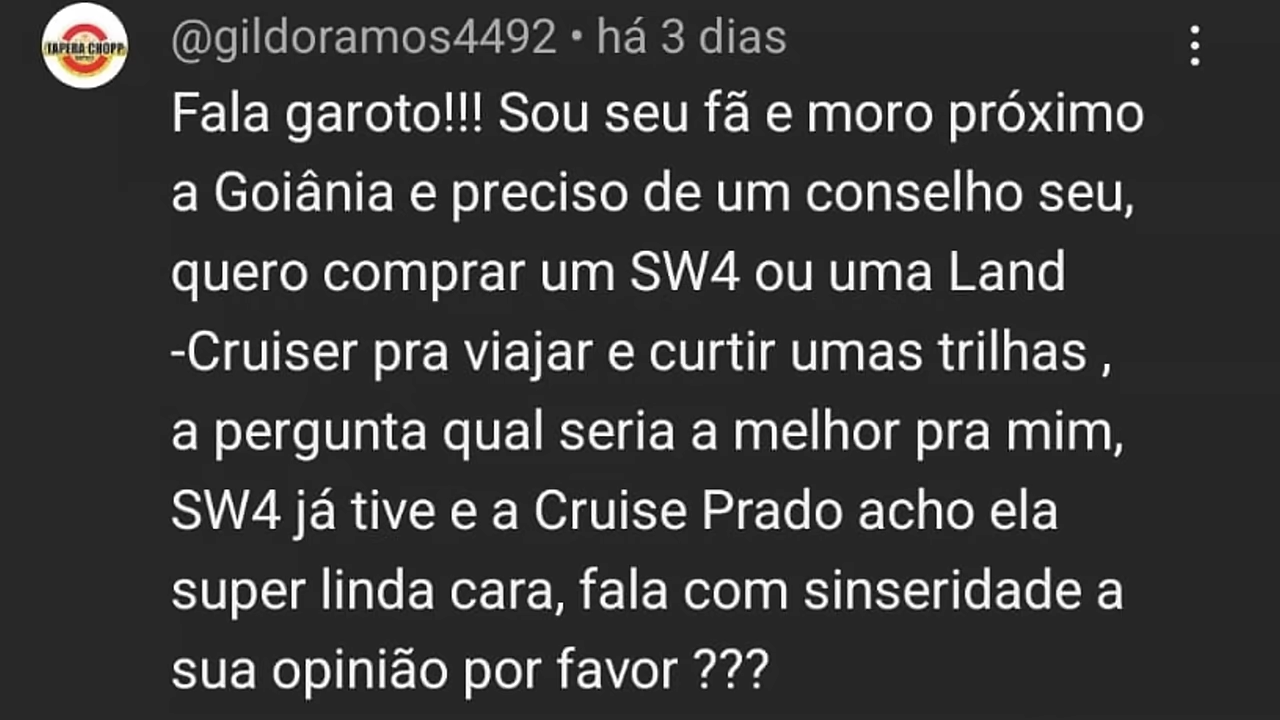 TAPERA CHOPP
@gildoramos4492 • há 3 dias
Fala garoto!!! Sou seu fã e moro próximo
a Goiânia e preciso de um conselho seu,
quero comprar um SW4 ou uma Land
-Cruiser pra viajar e curtir umas trilhas ,
a pergunta qual seria a melhor pra mim,
SW4 já tive e a Cruise Prado acho ela
super linda cara, fala com sinseridade a
sua opinião por favor ???